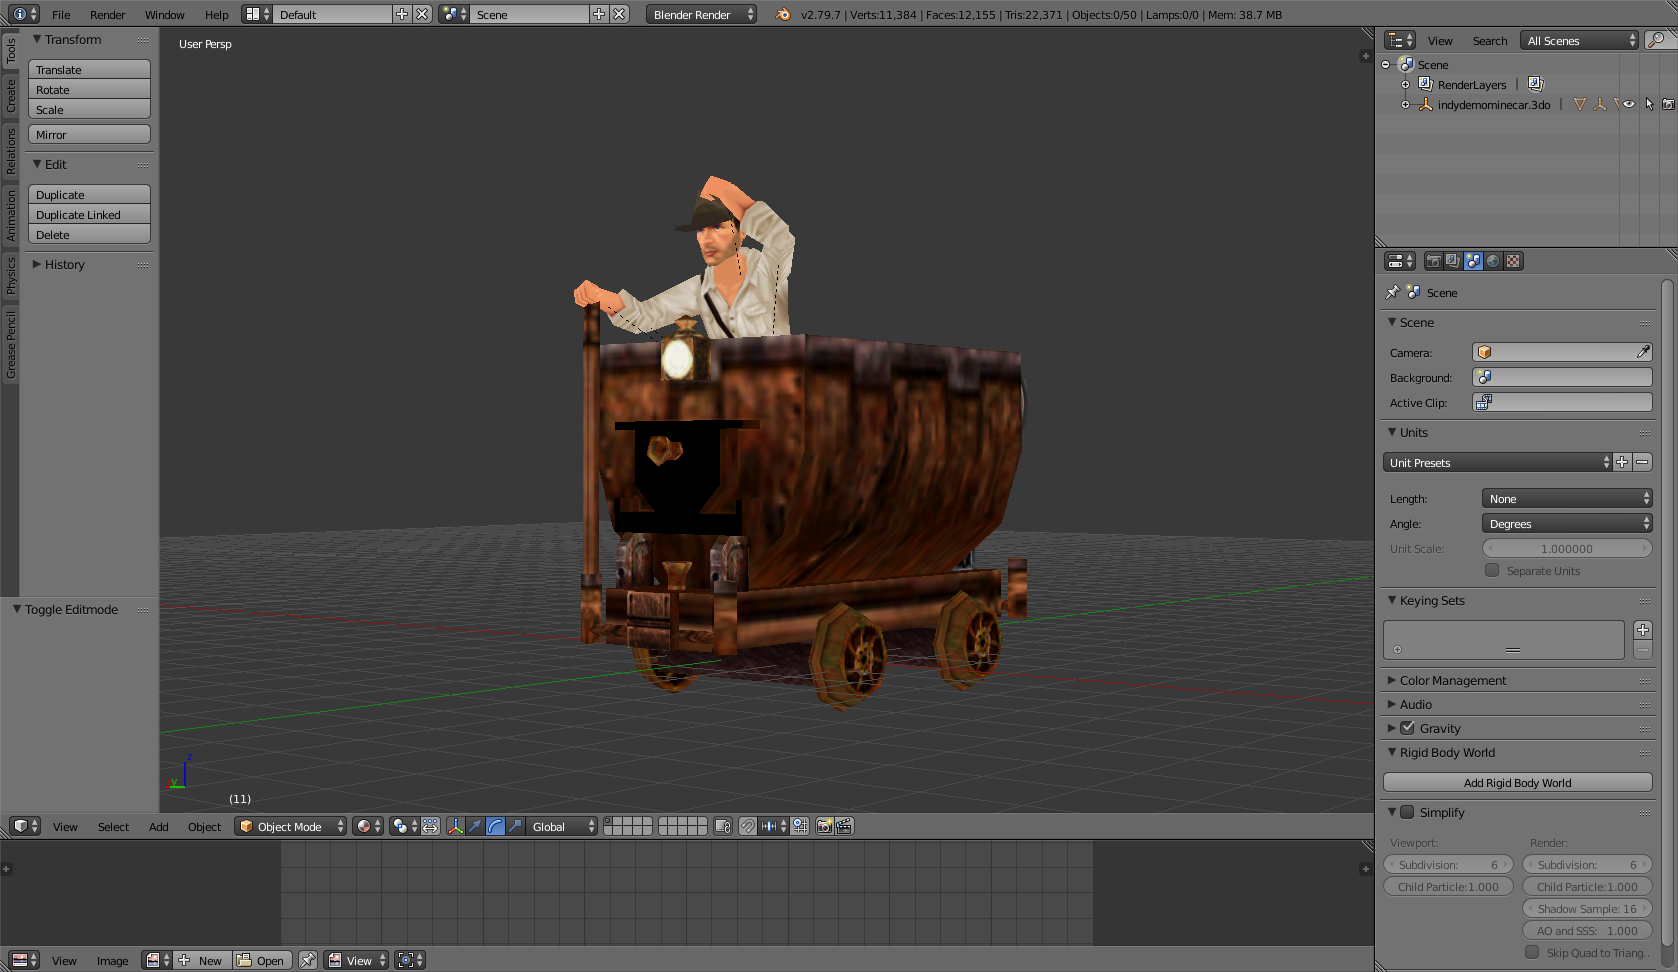 File Render Window Help Default Scene Blender Render v2.79.7 | Verts:11,384 | Faces:12,155 | Tris:22,371 | Objects:0/50 | Lamps:0/0 | Mem: 38.7 MB
Tools
Create
Relations
Animation
Physics
Grease Pencil
Transform
Translate
Rotate
Scale
Mirror
Edit
Duplicate
Duplicate Linked
Delete
History
Toggle Editmode
User Persp
z
y
(11)
View Select Add Object Object Mode Global
View Image New Open View
View Search All Scenes
Scene
RenderLayers
indydemominecar.3do
Scene
Scene
Camera:
Background:
Active Clip:
Units
Unit Presets
Length: None
Angle: Degrees
Unit Scale: 1.000000
Separate Units
Keying Sets
Color Management
Audio
Gravity
Rigid Body World
Add Rigid Body World
Simplify
Viewport: Render:
Subdivision: 6 Subdivision: 6
Child Particle:1.000 Child Particle:1.000
Shadow Sample: 16
AO and SSS: 1.000
Skip Quad to Triang..